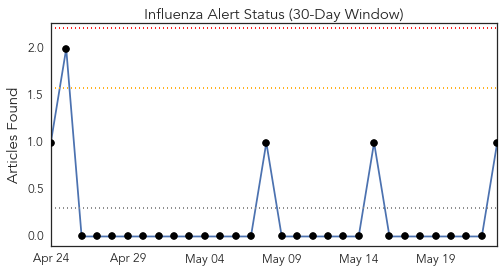 Influenza Alert Status (30-Day Window)
Articles Found
2.0
1.5
1.0
0.5
0.0
Apr 24 Apr 29 May 04 May 09 May 14 May 19